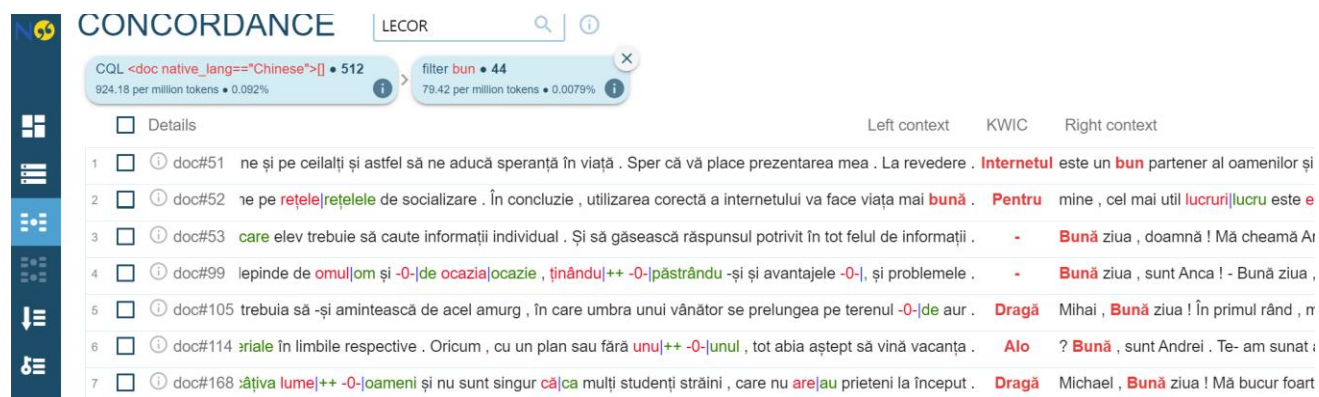 CONCORDANCE LECOR
CQL <doc native_lang=="Chinese">[] • 512 > filter bun • 44
924.18 per million tokens • 0.092% 79.42 per million tokens • 0.0079%
Details Left context KWIC Right context
1 doc#51 ne și pe ceilalți și astfel să ne aducă speranță în viață . Sper că vă place prezentarea mea . La revedere . Internetul este un bun partener al oamenilor și
2 doc#52 ne pe rețele|rețelele de socializare . În concluzie , utilizarea corectă a internetului va face viața mai bună . Pentru mine , cel mai util lucruri|lucru este e
3 doc#53 care elev trebuie să caute informații individual . Și să găsească răspunsul potrivit în tot felul de informații . - Bună ziua , doamnă ! Mă cheamă
4 doc#99 depinde de omul|om și -0-|de ocazia|ocazie , ținându|++ -0-|păstrându -și și avantajele -0-|, și problemele . - Bună ziua , sunt Anca ! - Bună ziua ,
5 doc#105 trebuia să -și amintească de acel amurg , în care umbra unui vânător se prelungea pe terenul -0-|de aur . Dragă Mihai , Bună ziua ! În primul rând ,
6 doc#114 eriale în limbile respective . Oricum , cu un plan sau fără unu|++ -0-|unul , tot abia aștept să vină vacanța . Alo ? Bună , sunt Andrei . Te- am sunat
7 doc#168 câțiva lume|++ -0-|oameni și nu sunt singur că|ca mulți studenți străini , care nu are|au prieteni la început . Dragă Michael , Bună ziua ! Mă bucur foart